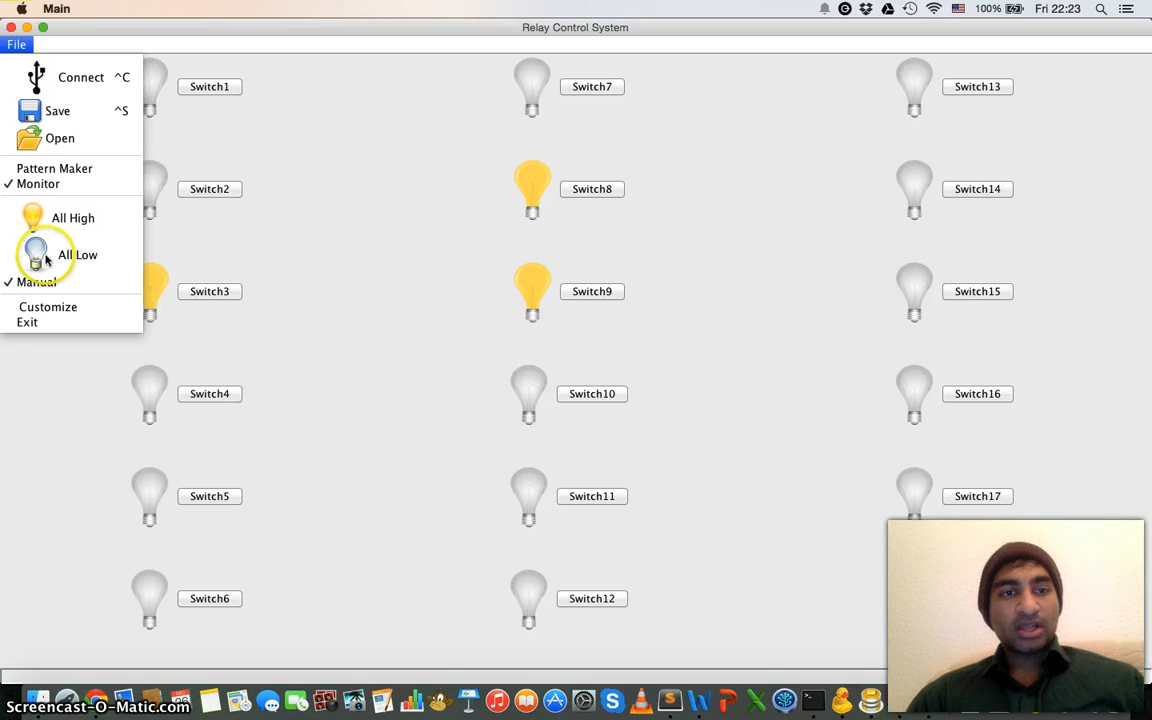 Main
100%
Fri 22:23
Relay Control System
File
Connect ^C
Save ^S
Open
Pattern Maker
✓ Monitor
All High
All Low
✓ Manual
Customize
Exit
Switch1
Switch7
Switch13
Switch2
Switch8
Switch14
Switch3
Switch9
Switch15
Switch4
Switch10
Switch16
Switch5
Switch11
Switch17
Switch6
Switch12
Screencast-O-Matic.com